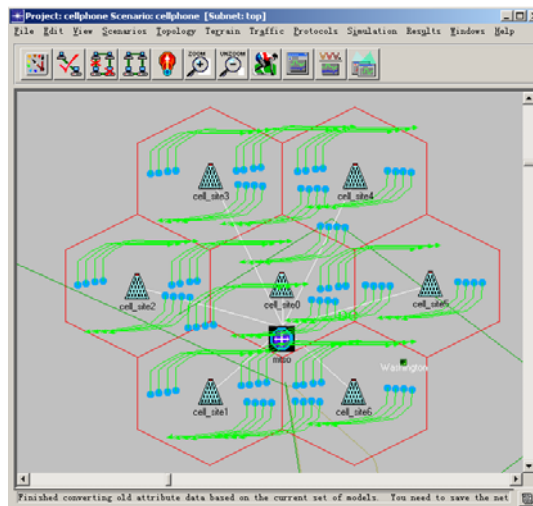 Project: cellphone Scenario: cellphone [Subnet: top]
File Edit View Scenarios Topology Terrain Traffic Protocols Simulation Results Windows Help
ZOOM UNZOOM
cell_site3
cell_site4
cell_site2
cell_site0
cell_site5
Washington
cell_site1
cell_site6
Finished converting old attribute data based on the current set of models. You need to save the net